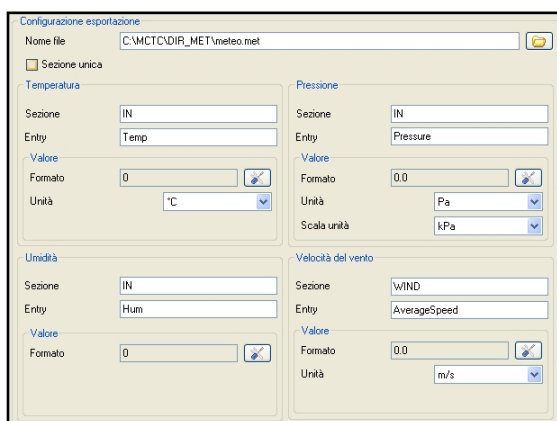 Configurazione esportazione
Nome file C:\MCTC\DIR_MET\meteo.met
Sezione unica
Temperatura
Sezione IN
Entry Temp
Valore
Formato 0
Unità °C
Pressione
Sezione IN
Entry Pressure
Valore
Formato 0.0
Unità Pa
Scala unità kPa
Umidità
Sezione IN
Entry Hum
Valore
Formato 0
Velocità del vento
Sezione WIND
Entry AverageSpeed
Valore
Formato 0.0
Unità m/s